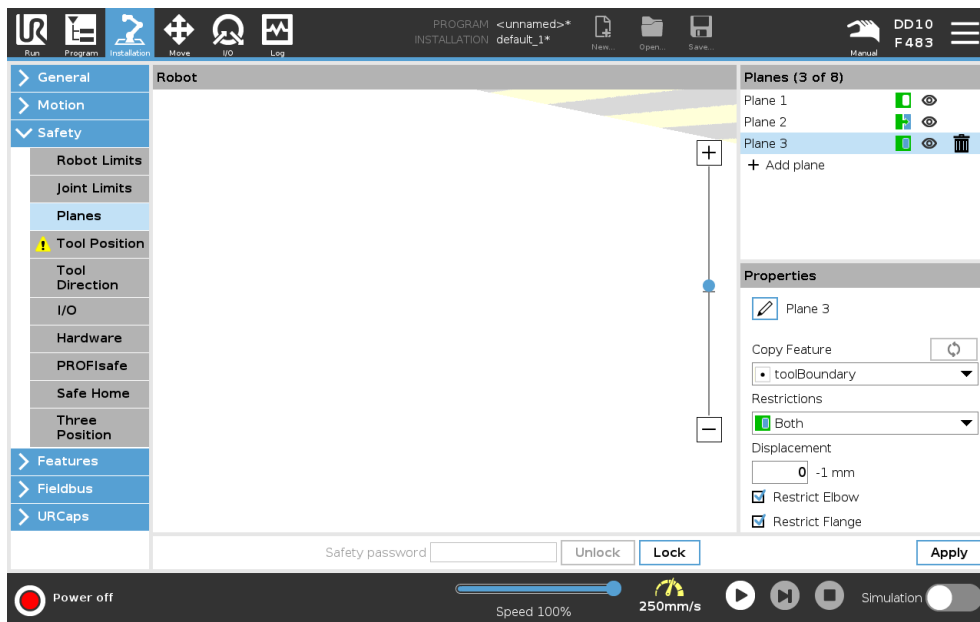 PROGRAM <unnamed>*
INSTALLATION default_1*
Run
Program
Installation
Move
I/O
Log
New...
Open...
Save...
Manual
DD10
F483
General
Motion
Safety
Robot Limits
Joint Limits
Planes
Tool Position
Tool
Direction
I/O
Hardware
PROFIsafe
Safe Home
Three
Position
Features
Fieldbus
URCaps
Robot
+
−
Planes (3 of 8)
Plane 1
Plane 2
Plane 3
+ Add plane
Properties
Plane 3
Copy Feature
toolBoundary
Restrictions
Both
Displacement
0 -1 mm
Restrict Elbow
Restrict Flange
Safety password
Unlock
Lock
Apply
Power off
Speed 100%
250mm/s
Simulation